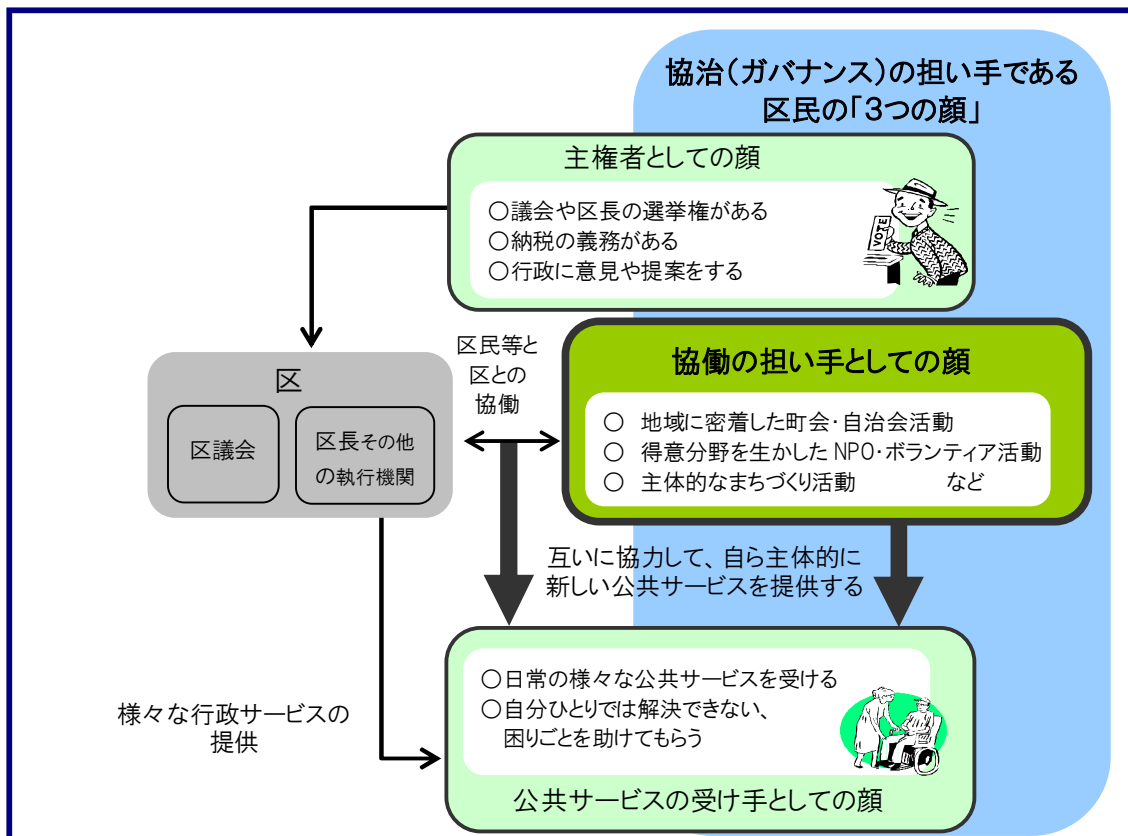 協治（ガバナンス）の担い手である
区民の「３つの顔」
主権者としての顔
○議会や区長の選挙権がある
○納税の義務がある
○行政に意見や提案をする
VOTE
区民等と
区との
協働
協働の担い手としての顔
○ 地域に密着した町会・自治会活動
○ 得意分野を生かした NPO・ボランティア活動
○ 主体的なまちづくり活動 など
区
区議会
区長その他
の執行機関
互いに協力して、自ら主体的に
新しい公共サービスを提供する
様々な行政サービスの
提供
○日常の様々な公共サービスを受ける
○自分ひとりでは解決できない、
困りごとを助けてもらう
公共サービスの受け手としての顔